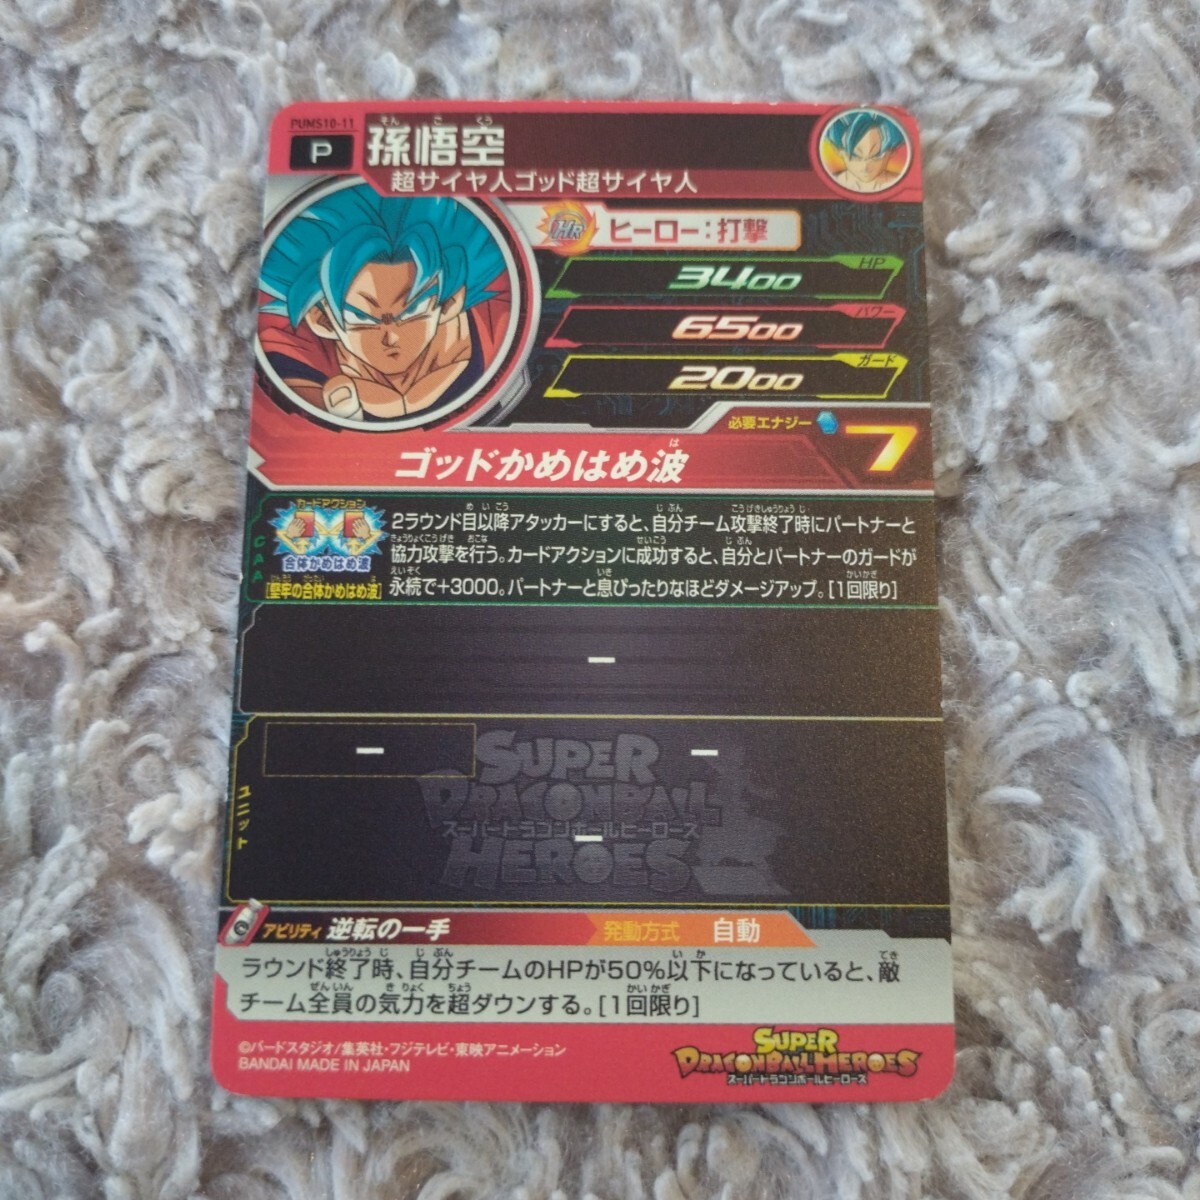 PUMS10-11
P
孫悟空
そん ご くう
超サイヤ人ゴッド超サイヤ人
HR ヒーロー:打撃
HP
3400
パワー
6500
ガード
2000
必要エナジー 7
ゴッドかめはめ波
は
CAA
カードアクション
合体かめはめ波
[堅牢の合体かめはめ波]
2ラウンド目以降アタッカーにすると、自分チーム攻撃終了時にパートナーと
協力攻撃を行う。カードアクションに成功すると、自分とパートナーのガードが
永続で+3000。パートナーと息ぴったりなほどダメージアップ。[1回限り]
ー
ユニット
ー
ー
ー
SUPER
DRAGONBALL
スーパードラゴンボールヒーローズ
HEROES
アビリティ 逆転の一手 発動方式 自動
ラウンド終了時、自分チームのHPが50%以下になっていると、敵
チーム全員の気力を超ダウンする。[1回限り]
©バードスタジオ/集英社・フジテレビ・東映アニメーション
BANDAI MADE IN JAPAN
SUPER
DRAGONBALL HEROES
スーパードラゴンボールヒーローズ